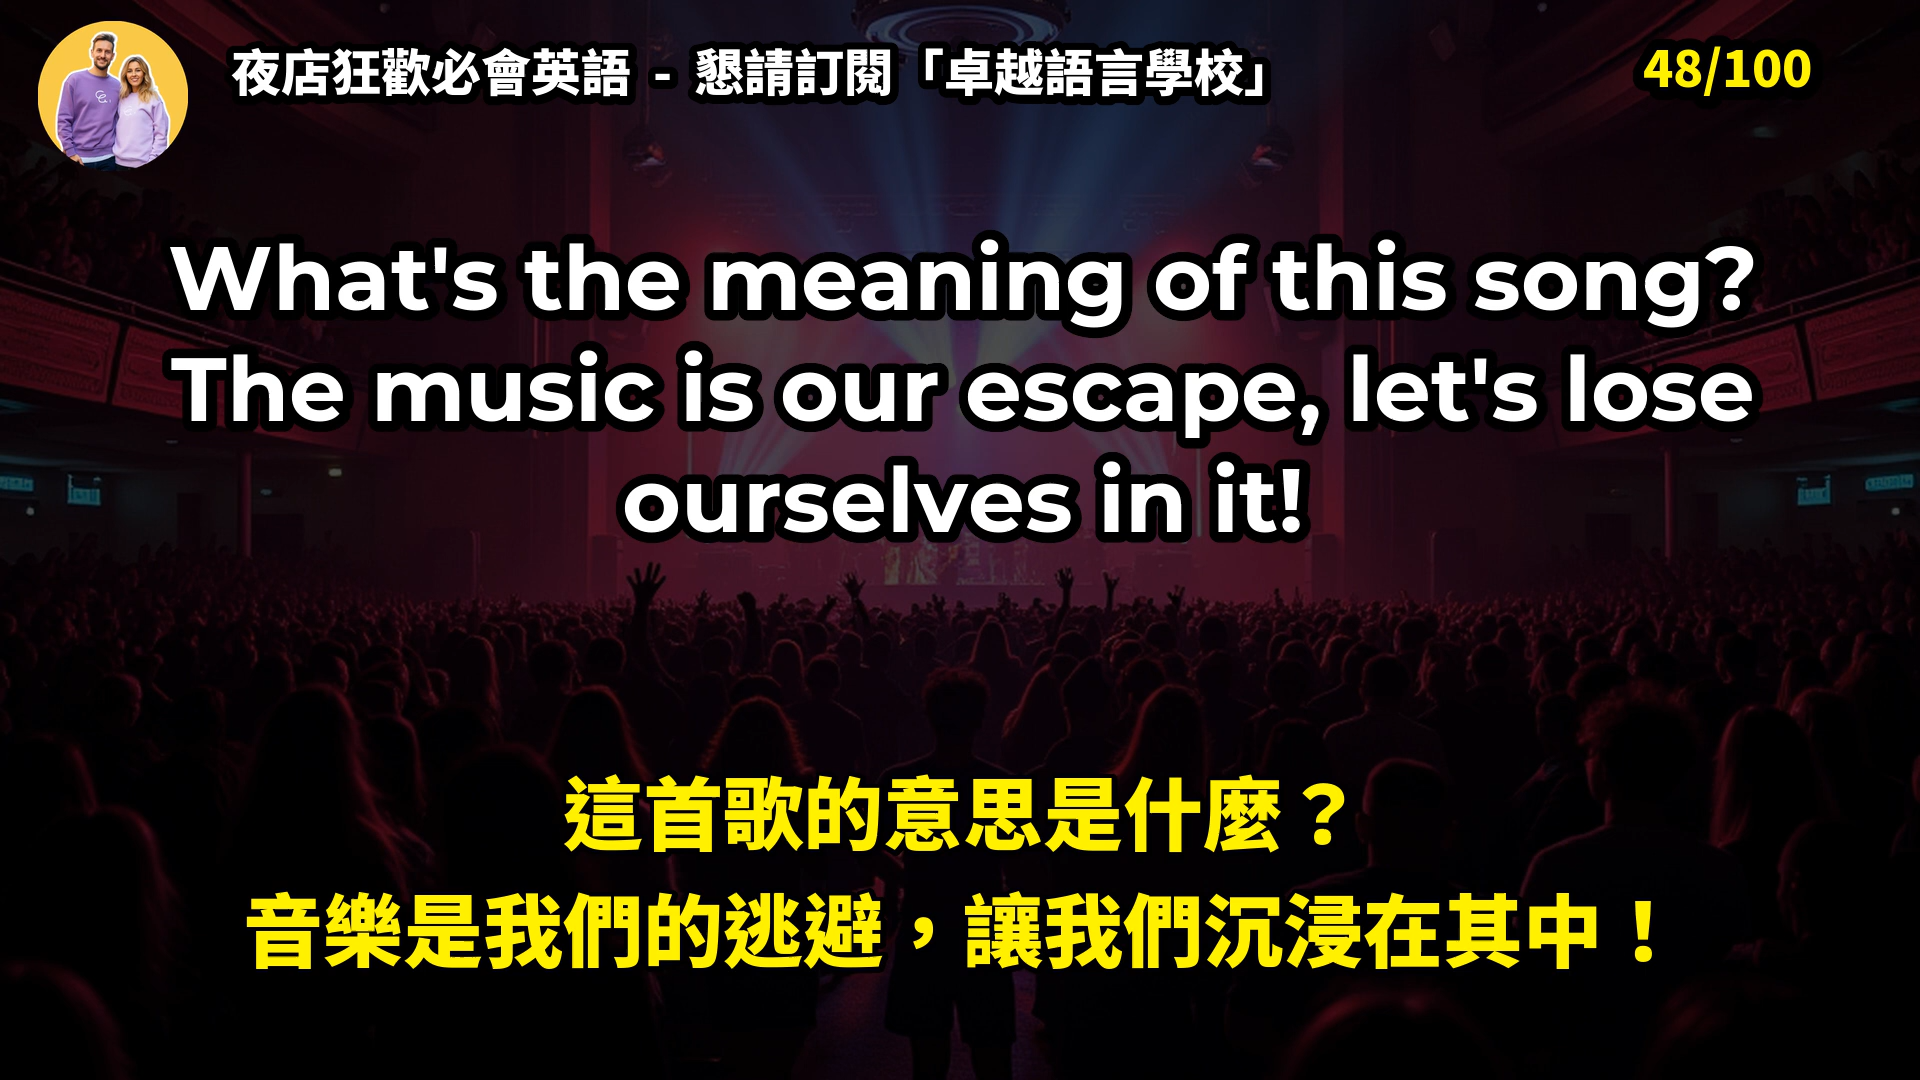 夜店狂歡必會英語 - 懇請訂閱「卓越語言學校」
48/100
What's the meaning of this song?
The music is our escape, let's lose
ourselves in it!
這首歌的意思是什麼？
音樂是我們的逃避，讓我們沉浸在其中！